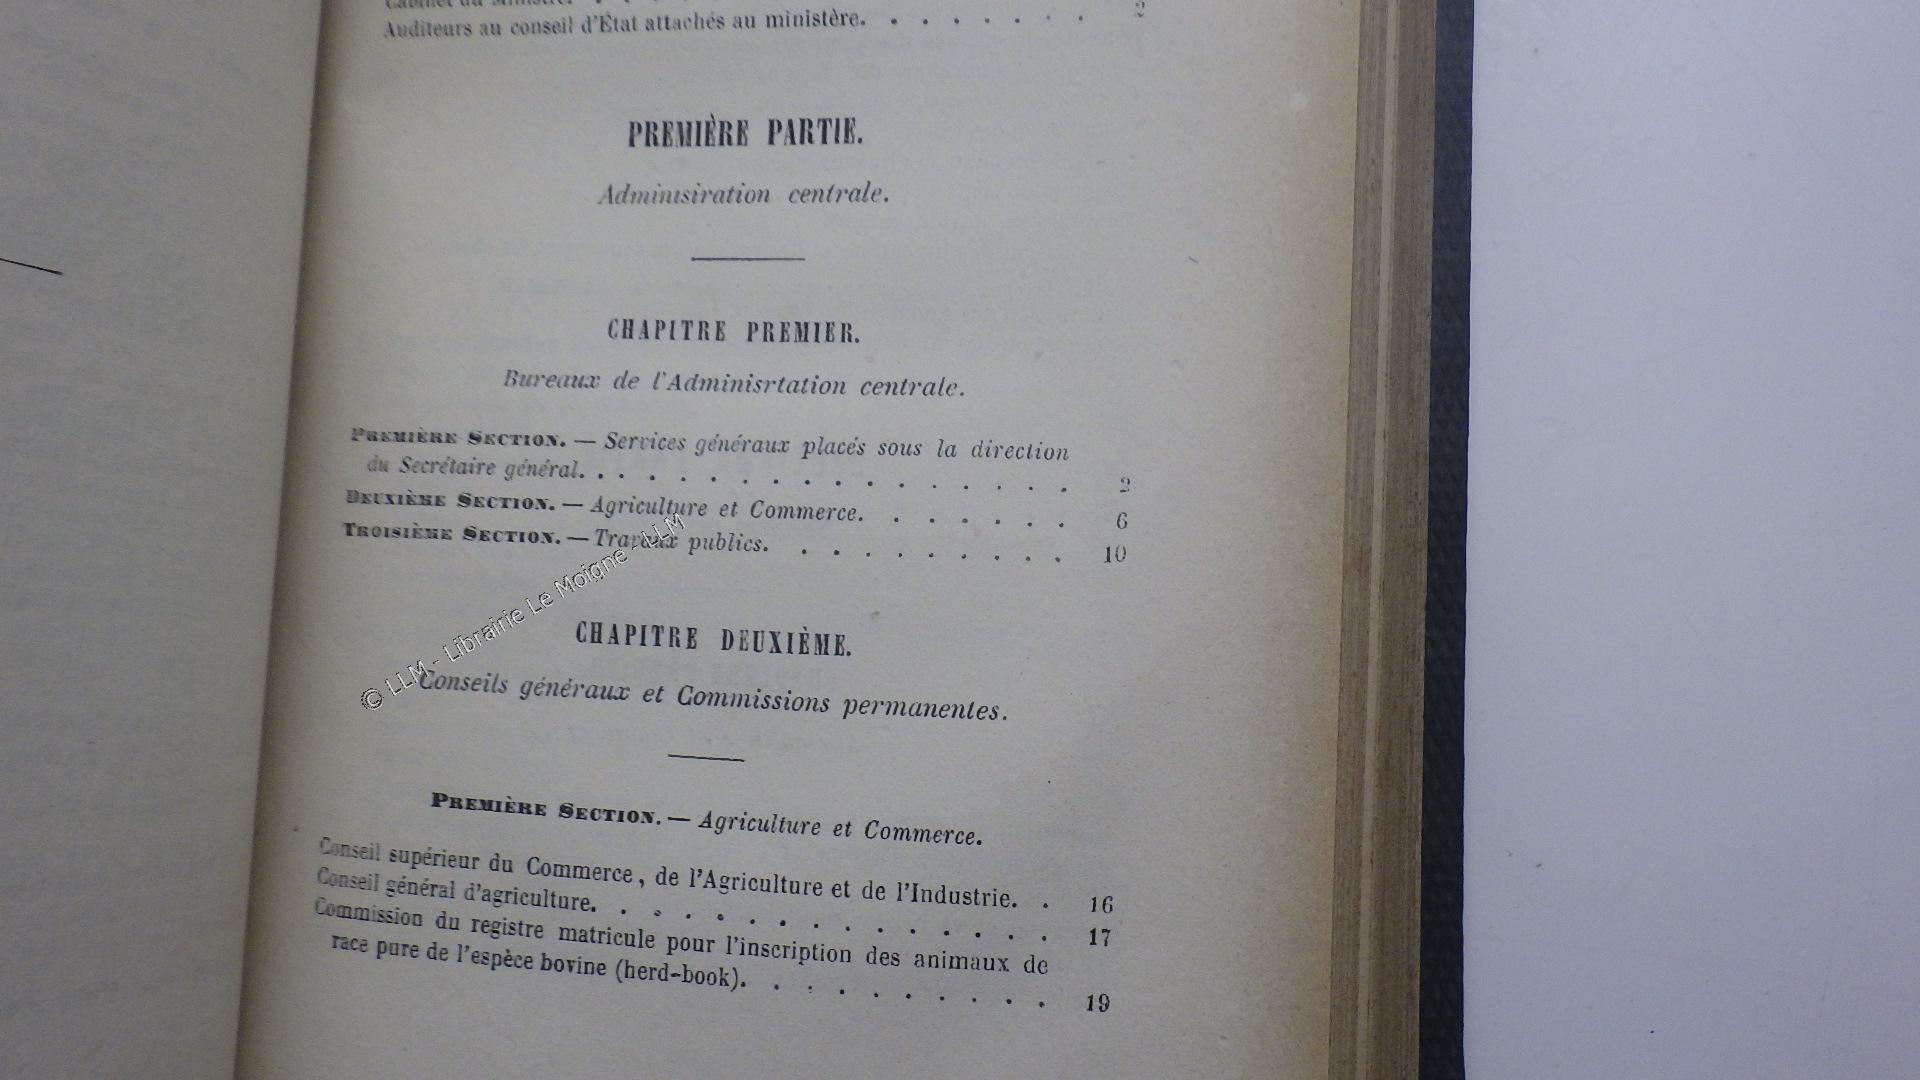 Cabinet du Ministre. . . . 2
Auditeurs au conseil d'État attachés au ministère. . . . . . . .
PREMIÈRE PARTIE.
Adminisiration centrale.
CHAPITRE PREMIER.
Bureaux de l'Adminisrtation centrale.
PREMIÈRE SECTION. — Services généraux placés sous la direction
du Secrétaire général. . . . . . . . . . . . . . . . . 2
DEUXIÈME SECTION. — Agriculture et Commerce. . . . . . . 6
TROISIÈME SECTION. — Travaux publics. . . . . . . . . . 10
© LLM - Librairie Le Moigne - LLM
CHAPITRE DEUXIÈME.
Conseils généraux et Commissions permanentes.
PREMIÈRE SECTION. — Agriculture et Commerce.
Conseil supérieur du Commerce, de l'Agriculture et de l'Industrie. . 16
Conseil général d'agriculture. . . . . . . . . . . . . . . 17
Commission du registre matricule pour l'inscription des animaux de
race pure de l'espèce bovine (herd-book). . . . . . . . . . 19